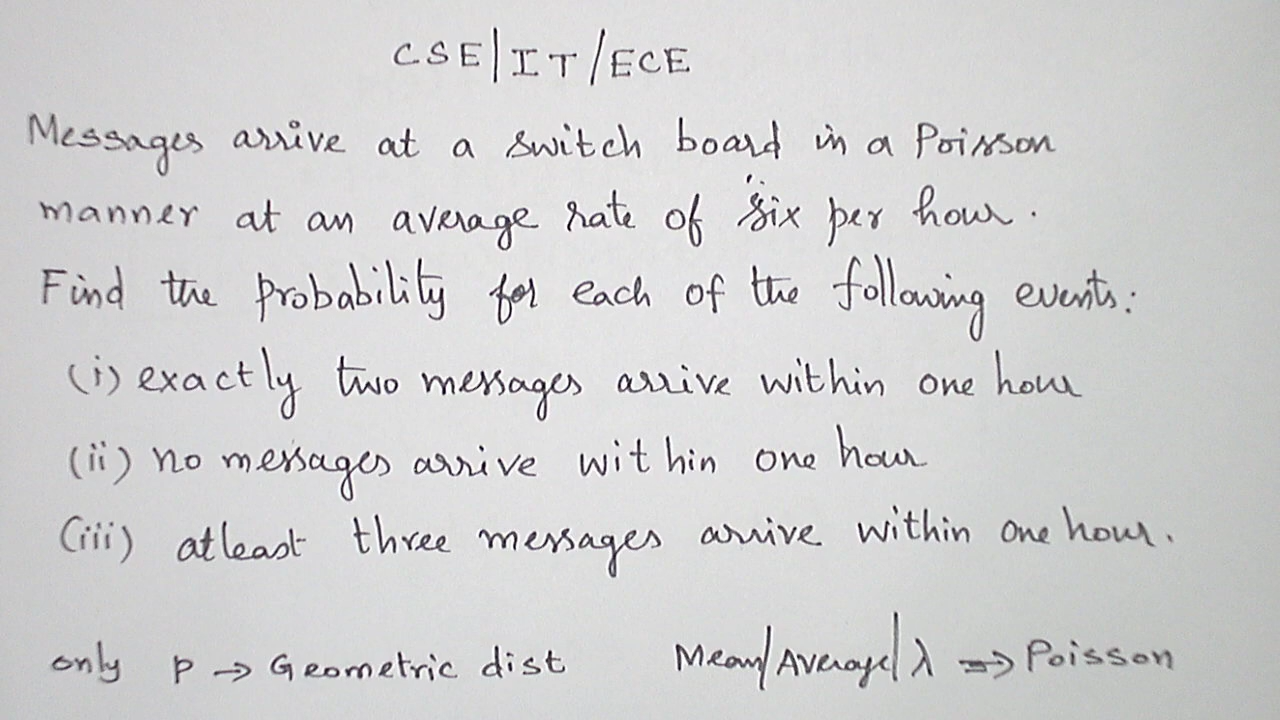 CSE|IT/ECE
Messages arrive at a switch board in a Poisson
manner at an average rate of six per hour.
Find the probability for each of the following events:
(i) exactly two messages arrive within one hour
(ii) no messages arrive within one hour
(iii) atleast three messages arrive within one hour.
only p → Geometric dist Mean/Average/λ ⇒ Poisson